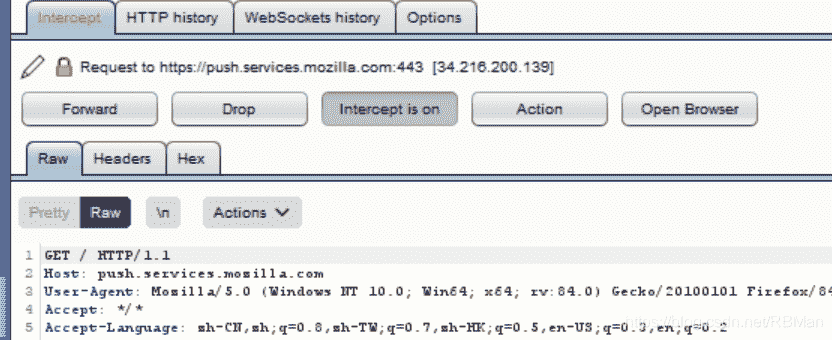 Intercept HTTP history WebSockets history Options
Request to https://push.services.mozilla.com:443 [34.216.200.139]
Forward Drop Intercept is on Action Open Browser
Raw Headers Hex
Pretty Raw \n Actions
1 GET / HTTP/1.1
2 Host: push.services.mozilla.com
3 User-Agent: Mozilla/5.0 (Windows NT 10.0; Win64; x64; rv:84.0) Gecko/20100101 Firefox/84
4 Accept: */*
5 Accept-Language: zh-CN,zh;q=0.8,zh-TW;q=0.7,zh-HK;q=0.5,en-US;q=0.3,en;q=0.2
https://blog.csdn.net/RBMan